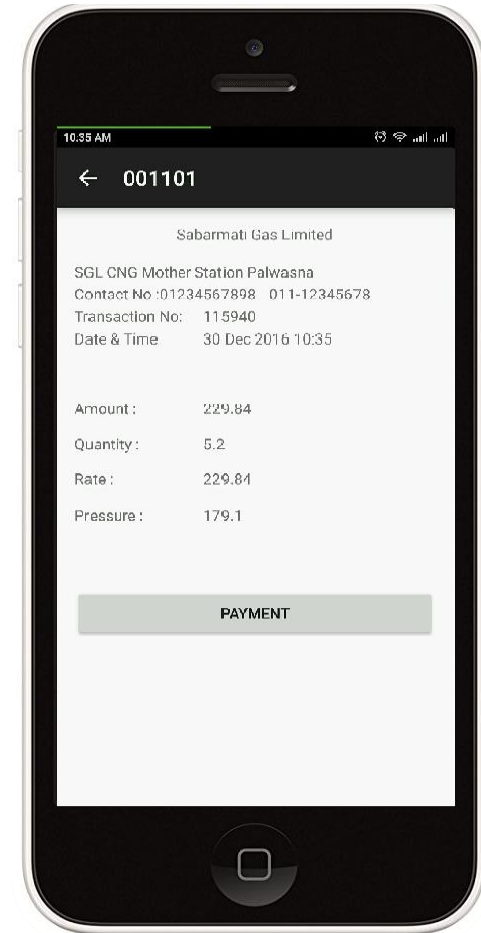 10.35 AM
← 001101
Sabarmati Gas Limited
SGL CNG Mother Station Palwasna
Contact No :01234567898 011-12345678
Transaction No: 115940
Date & Time 30 Dec 2016 10:35
Amount : 229.84
Quantity : 5.2
Rate : 229.84
Pressure : 179.1
PAYMENT